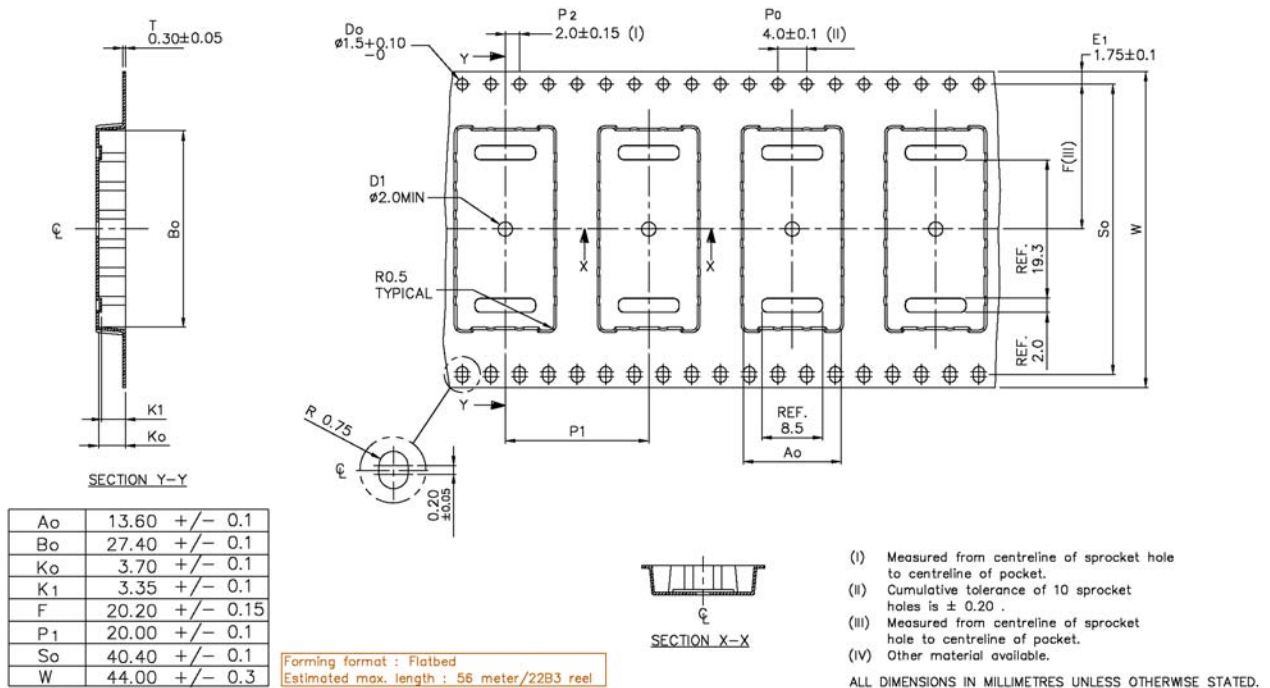 T
0.30±0.05
Do
ø1.5+0.10
-0
P2
2.0±0.15 (I)
Po
4.0±0.1 (II)
E1
1.75±0.1
Y
F(III)
D1
ø2.0MIN
℄
Bo
So
W
X
X
REF.
19.3
R0.5
TYPICAL
REF.
2.0
K1
Ko
Y
P1
REF.
8.5
Ao
R 0.75
℄
0.20
±0.05
SECTION Y-Y
Ao 13.60 +/- 0.1
Bo 27.40 +/- 0.1
Ko 3.70 +/- 0.1
K1 3.35 +/- 0.1
F 20.20 +/- 0.15
P1 20.00 +/- 0.1
So 40.40 +/- 0.1
W 44.00 +/- 0.3
Forming format : Flatbed
Estimated max. length : 56 meter/22B3 reel
℄
SECTION X-X
(I) Measured from centreline of sprocket hole
to centreline of pocket.
(II) Cumulative tolerance of 10 sprocket
holes is ± 0.20 .
(III) Measured from centreline of sprocket
hole to centreline of pocket.
(IV) Other material available.
ALL DIMENSIONS IN MILLIMETRES UNLESS OTHERWISE STATED.